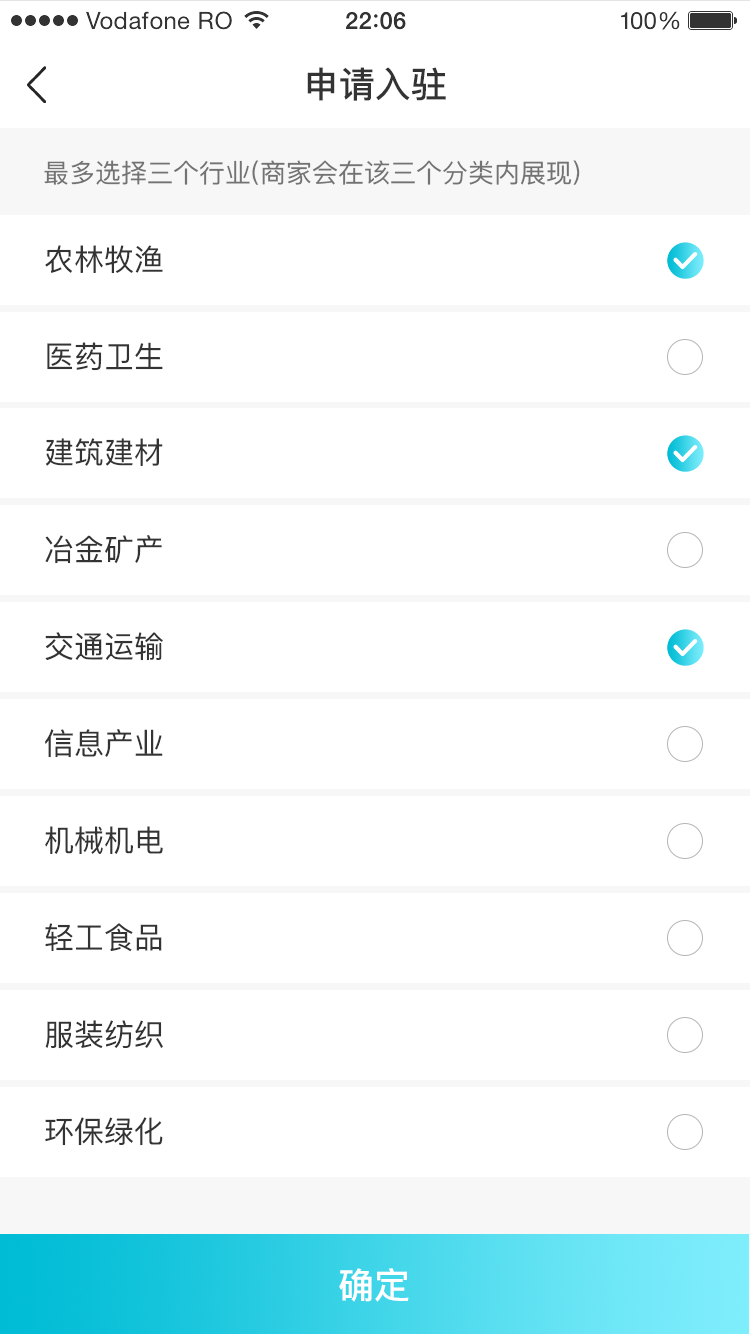 Vodafone RO 22:06 100%
申请入驻
最多选择三个行业(商家会在该三个分类内展现)
农林牧渔
医药卫生
建筑建材
冶金矿产
交通运输
信息产业
机械机电
轻工食品
服装纺织
环保绿化
确定